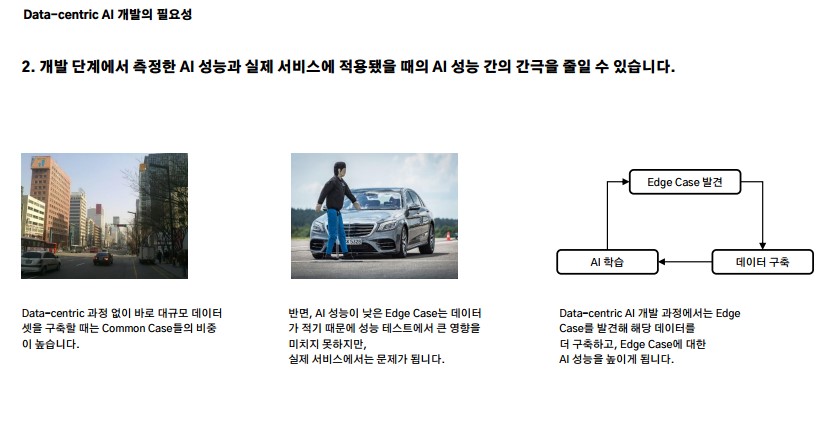 Data-centric AI 개발의 필요성
2. 개발 단계에서 측정한 AI 성능과 실제 서비스에 적용됐을 때의 AI 성능 간의 간극을 줄일 수 있습니다.
Data-centric 과정 없이 바로 대규모 데이터
셋을 구축할 때는 Common Case들의 비중
이 높습니다.
반면, AI 성능이 낮은 Edge Case는 데이터
가 적기 때문에 성능 테스트에서 큰 영향을
미치지 못하지만,
실제 서비스에서는 문제가 됩니다.
Edge Case 발견
AI 학습
데이터 구축
Data-centric AI 개발 과정에서는 Edge
Case를 발견해 해당 데이터를
더 구축하고, Edge Case에 대한
AI 성능을 높이게 됩니다.